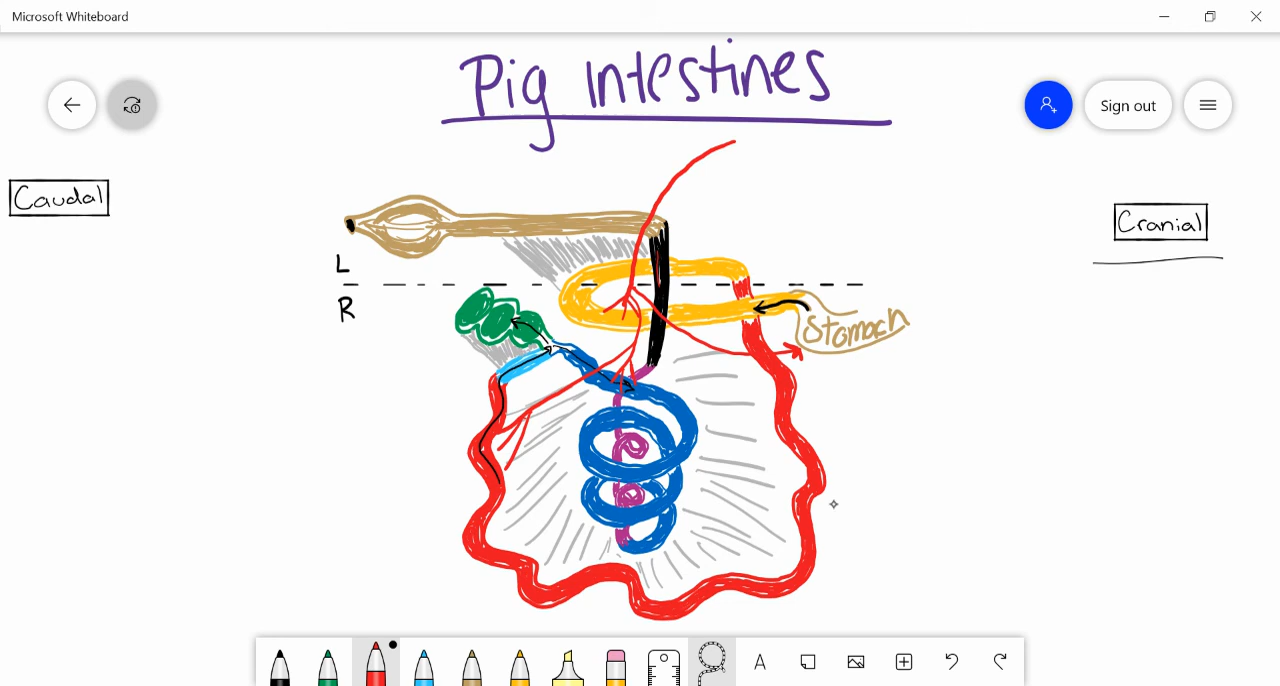 Microsoft Whiteboard
Pig Intestines
Sign out
Caudal
Cranial
L
R
Stomach
A